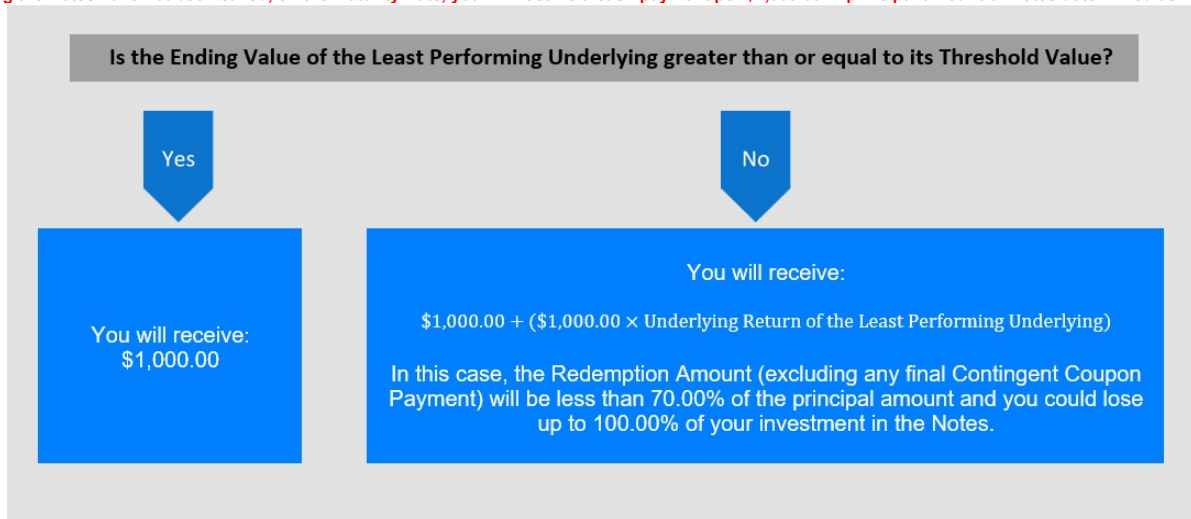 Is the Ending Value of the Least Performing Underlying greater than or equal to its Threshold Value?
Yes
No
You will receive:
$1,000.00
You will receive:
$1,000.00 + ($1,000.00 × Underlying Return of the Least Performing Underlying)
In this case, the Redemption Amount (excluding any final Contingent Coupon
Payment) will be less than 70.00% of the principal amount and you could lose
up to 100.00% of your investment in the Notes.